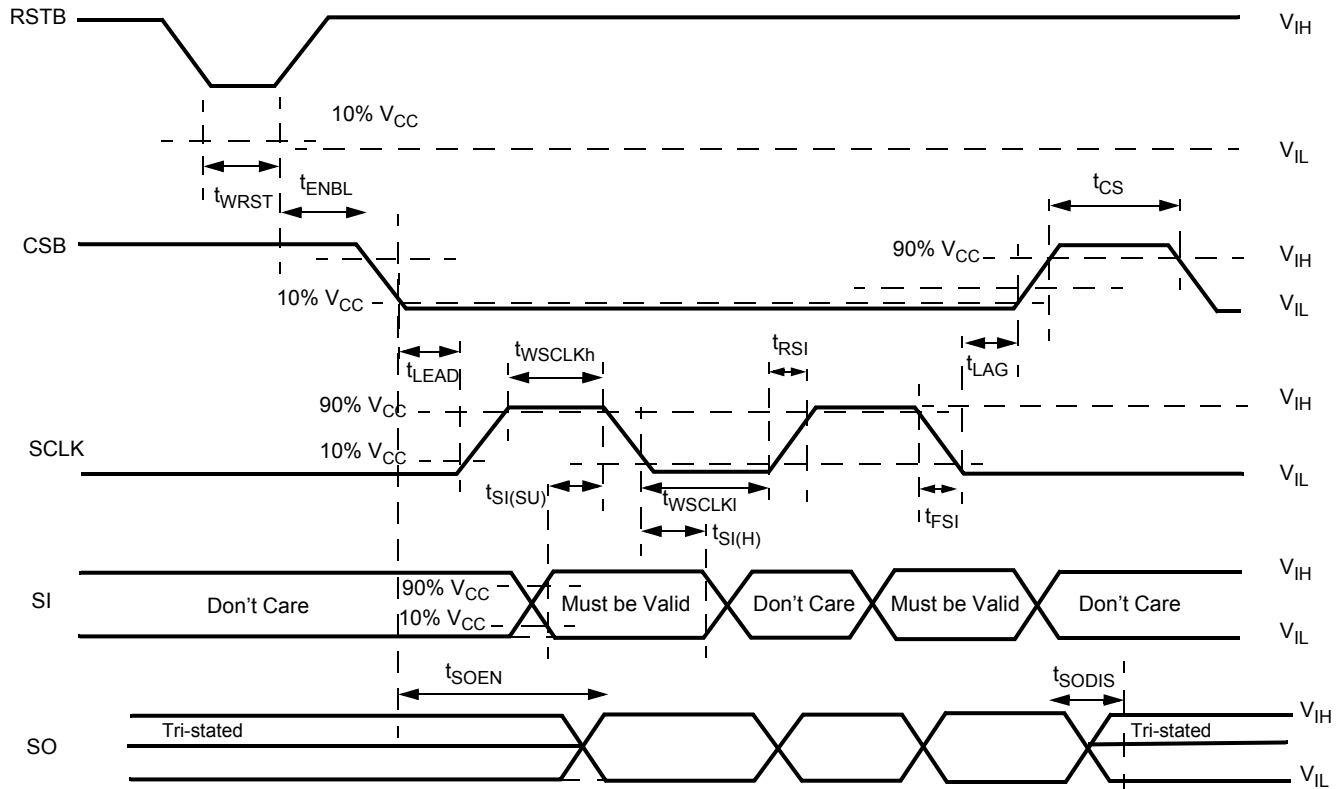 RSTB
V_IH
10% V_CC
V_IL
t_WRST
t_ENBL
t_CS
CSB
90% V_CC
V_IH
10% V_CC
V_IL
t_LEAD
t_WSCLKh
t_RSI
t_LAG
90% V_CC
V_IH
SCLK
10% V_CC
V_IL
t_SI(SU)
t_WSCLKl
t_FSI
t_SI(H)
SI
Don't Care
90% V_CC
10% V_CC
Must be Valid
Don't Care
Must be Valid
Don't Care
V_IH
V_IL
t_SOEN
t_SODIS
SO
Tri-stated
Tri-stated
V_IH
V_IL